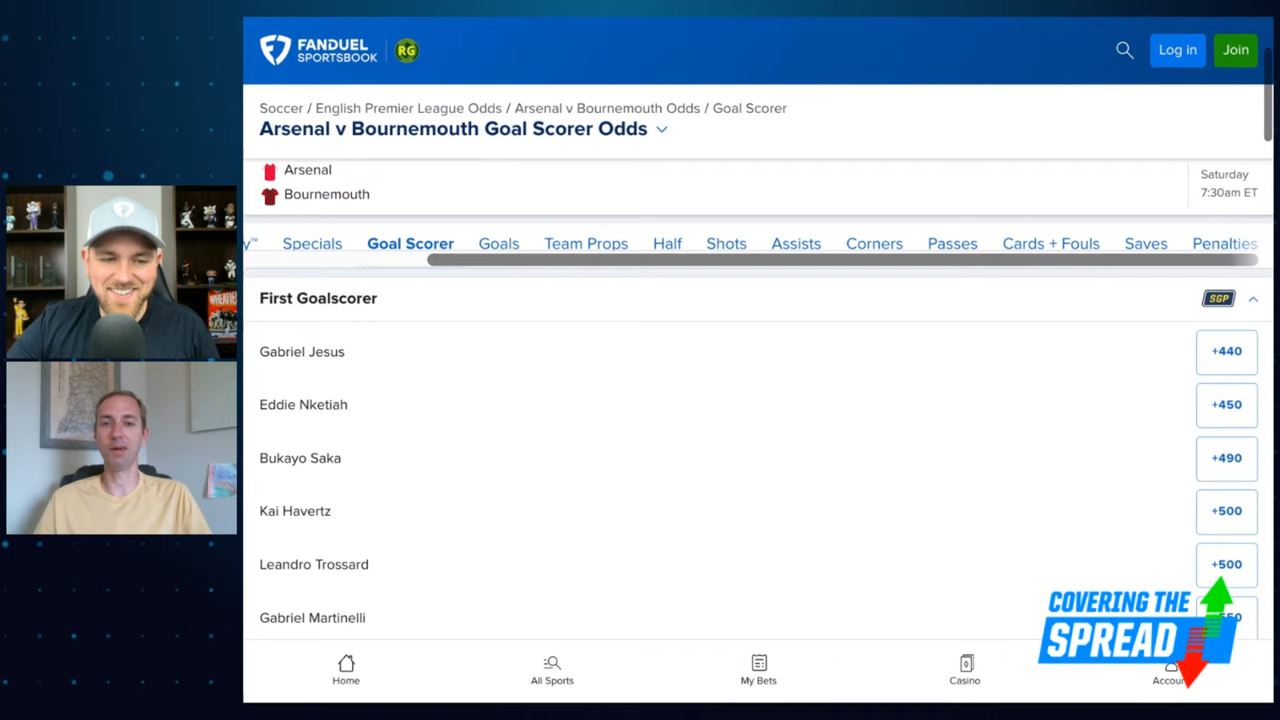 FANDUEL
SPORTSBOOK
RG
Log in
Join
Soccer / English Premier League Odds / Arsenal v Bournemouth Odds / Goal Scorer
Arsenal v Bournemouth Goal Scorer Odds
Arsenal
Bournemouth
Saturday
7:30am ET
y™ Specials Goal Scorer Goals Team Props Half Shots Assists Corners Passes Cards + Fouls Saves Penalties
First Goalscorer
SGP
Gabriel Jesus
+440
Eddie Nketiah
+450
Bukayo Saka
+490
Kai Havertz
+500
Leandro Trossard
+500
Gabriel Martinelli
COVERING THE
SPREAD
Home
All Sports
My Bets
Casino
Accou
WHEATIES